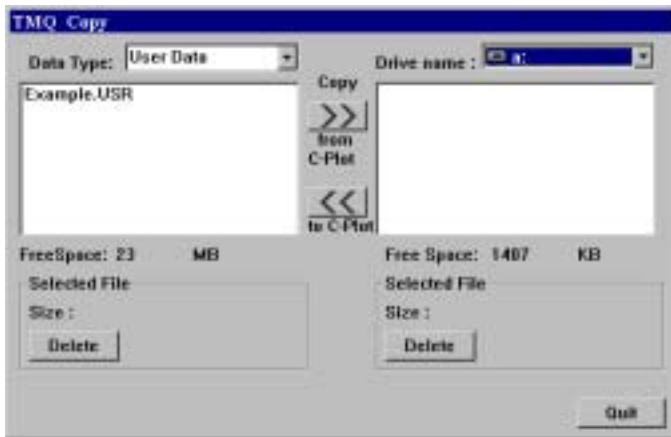 TMQ Copy
Data Type: User Data
Drive name : a:
Example.USR
Copy
>>
from
C-Plot
<<
to C-Plot
FreeSpace: 23 MB
Free Space: 1407 KB
Selected File
Size :
Delete
Selected File
Size :
Delete
Quit